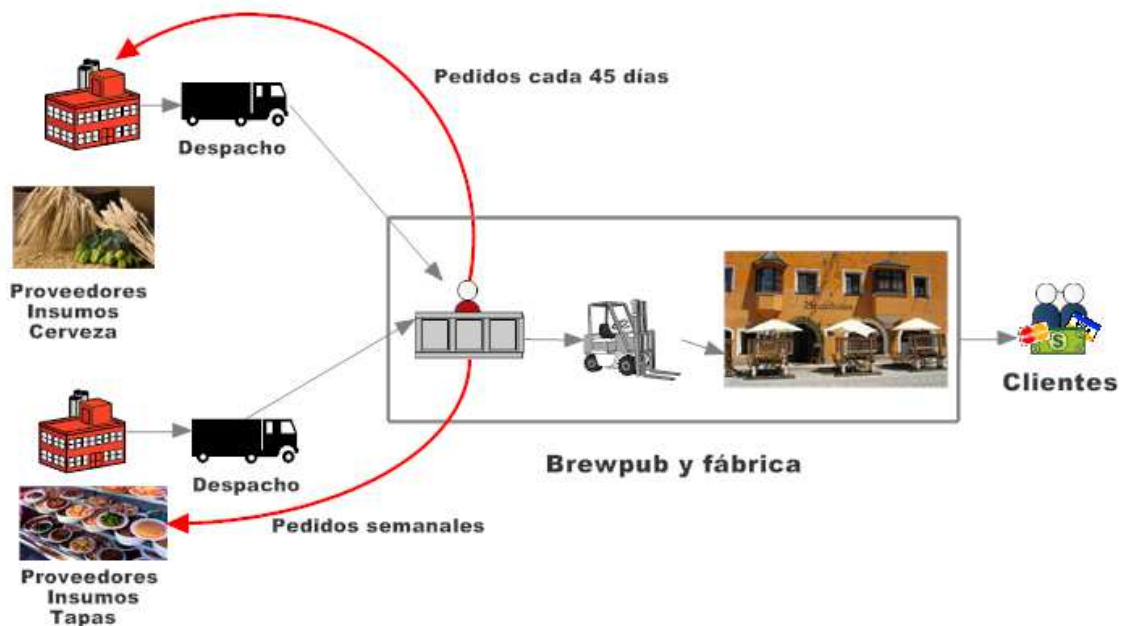 Pedidos cada 45 días
Despacho
Proveedores
Insumos
Cerveza
Clientes
Brewpub y fábrica
Despacho
Pedidos semanales
Proveedores
Insumos
Tapas